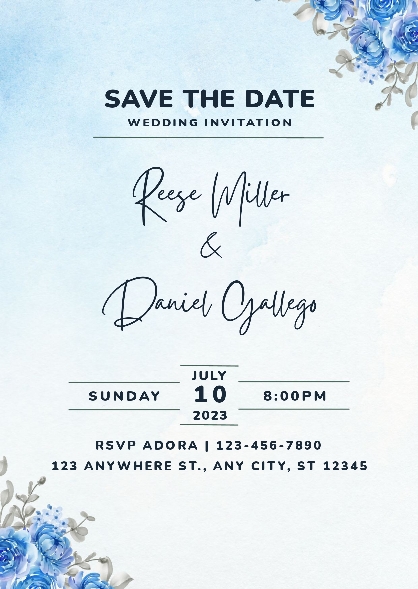 SAVE THE DATE
WEDDING INVITATION
Reese Miller
&
Daniel Gallego
JULY
SUNDAY 10 8:00PM
2023
RSVP ADORA | 123-456-7890
123 ANYWHERE ST., ANY CITY, ST 12345